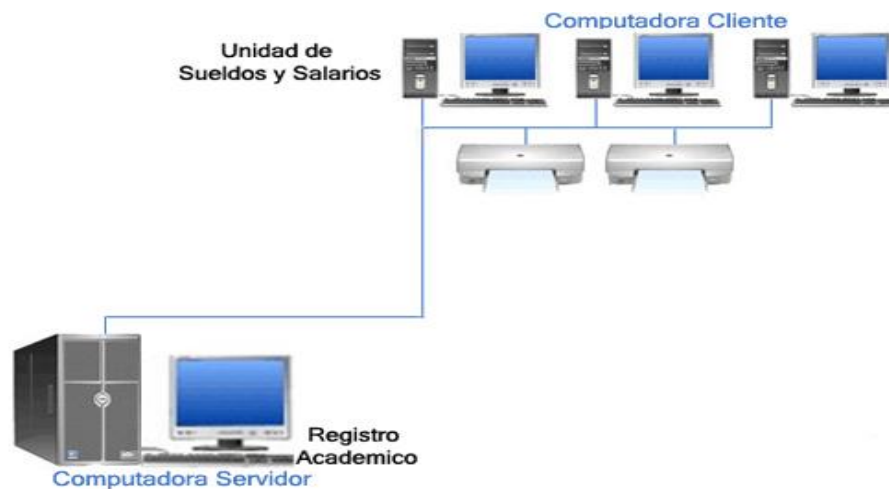 Computadora Cliente
Unidad de
Sueldos y Salarios
Registro
Academico
Computadora Servidor